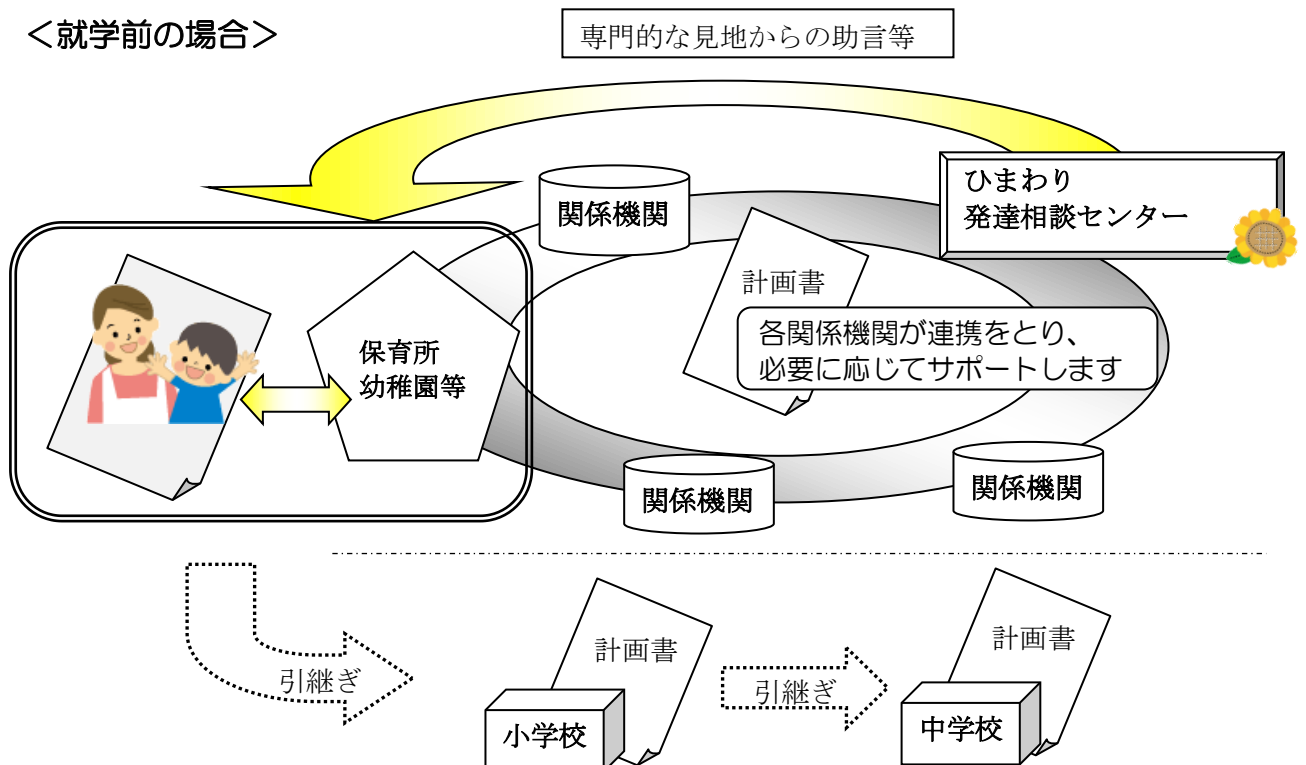 ＜就学前の場合＞
専門的な見地からの助言等
ひまわり
発達相談センター
関係機関
計画書
各関係機関が連携をとり、
必要に応じてサポートします
保育所
幼稚園等
関係機関
関係機関
計画書
計画書
引継ぎ
引継ぎ
小学校
中学校